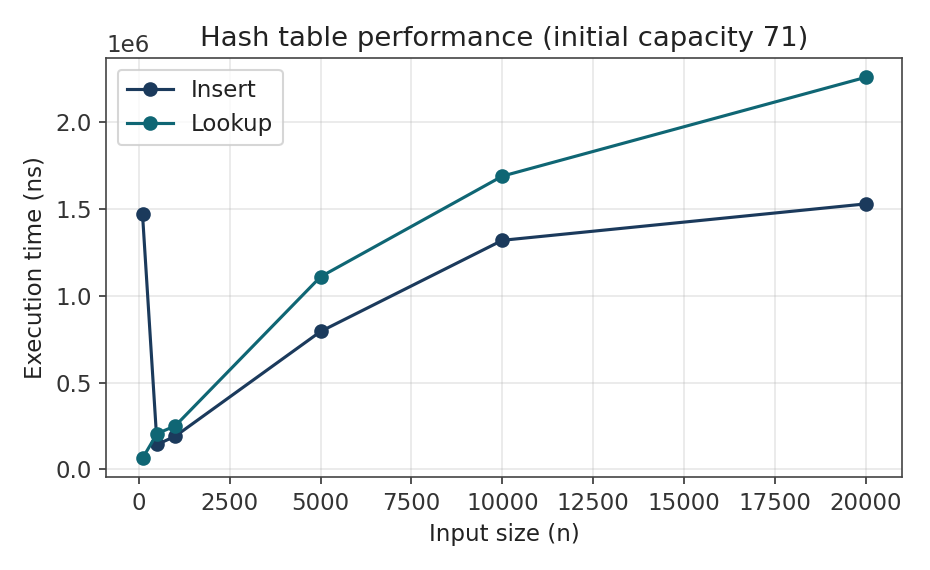 Hash table performance (initial capacity 71)
1e6
Insert
Lookup
2.0
1.5
1.0
0.5
0.0
Execution time (ns)
0 2500 5000 7500 10000 12500 15000 17500 20000
Input size (n)